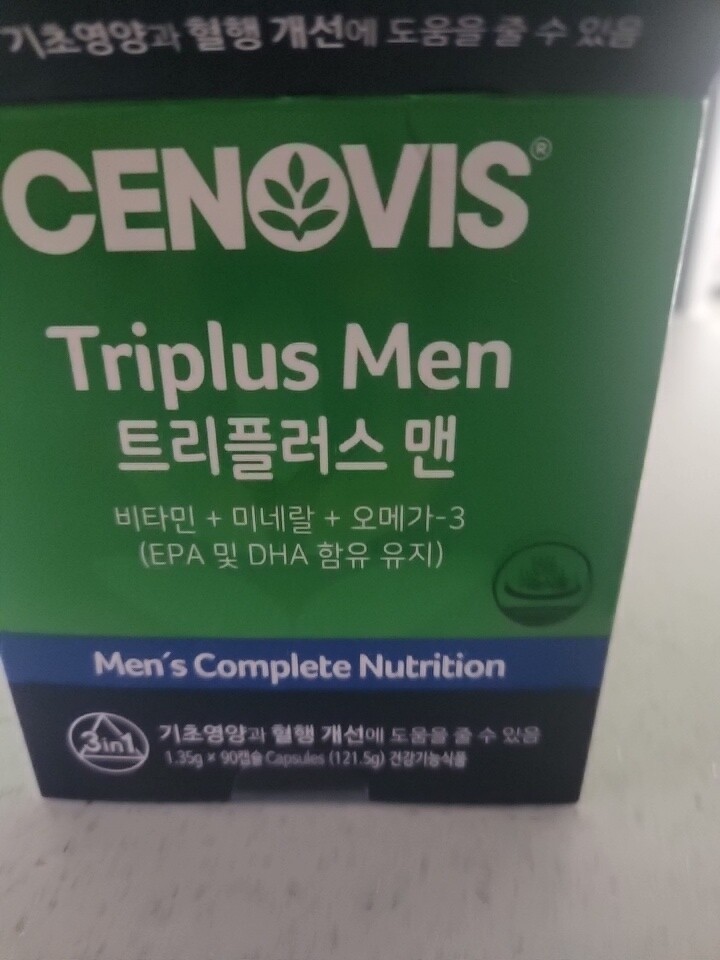 기초영양과 혈행 개선에 도움을 줄 수 있음
CENOVIS®
Triplus Men
트리플러스 맨
비타민 + 미네랄 + 오메가-3
(EPA 및 DHA 함유 유지)
Men´s Complete Nutrition
3in1
기초영양과 혈행 개선에 도움을 줄 수 있음
1.35g × 90캡슐 Capsules (121.5g) 건강기능식품